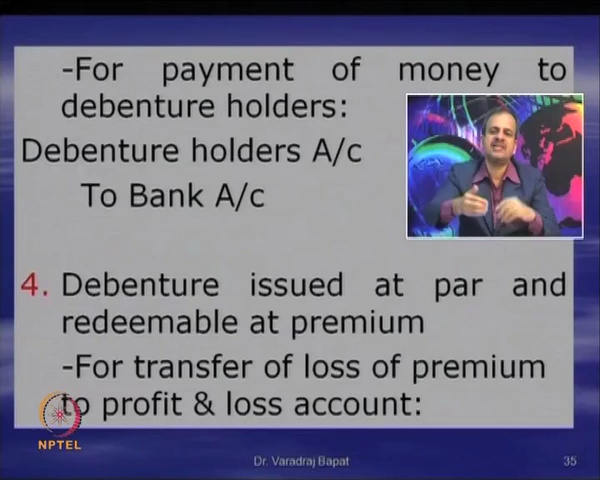 -For payment of money to
debenture holders:
Debenture holders A/c
To Bank A/c
4. Debenture issued at par and
redeemable at premium
-For transfer of loss of premium
to profit & loss account:
NPTEL
Dr. Varadraj Bapat
35